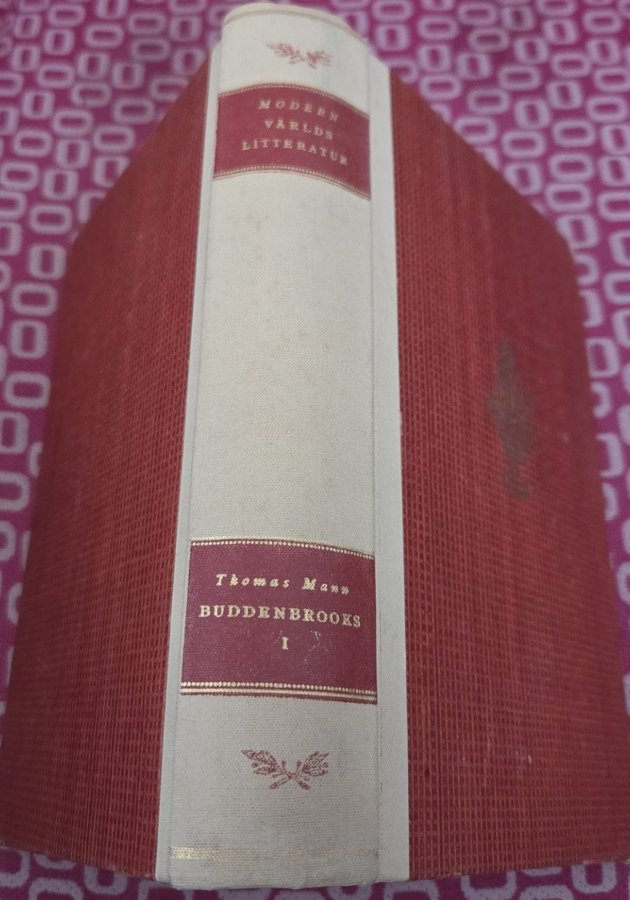 MODERN
VÄRLDS
LITTERATUR
Thomas Mann
BUDDENBROOKS
I